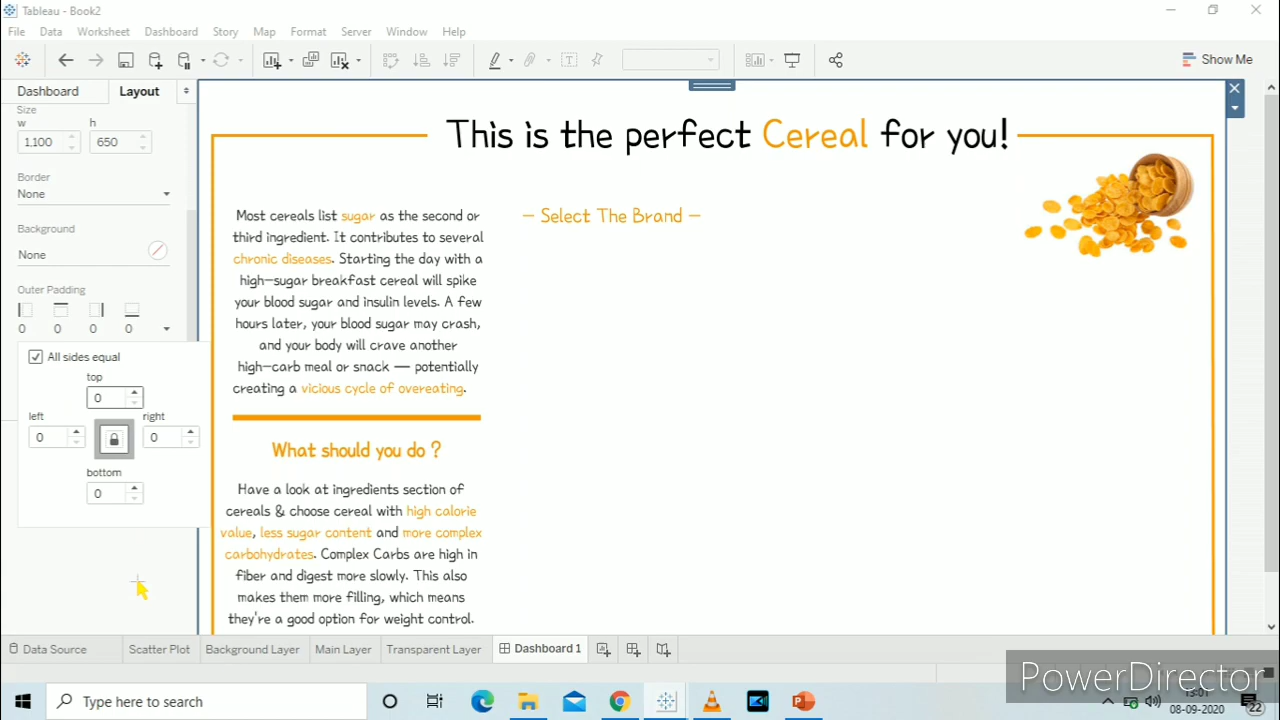 Tableau - Book2
File Data Worksheet Dashboard Story Map Format Server Window Help
Show Me
Dashboard Layout
Size
w h
1,100 650
Border
None
Background
None
Outer Padding
0 0 0 0
All sides equal
top
0
left right
0 0
bottom
0
This is the perfect Cereal for you!
Most cereals list sugar as the second or
third ingredient. It contributes to several
chronic diseases. Starting the day with a
high-sugar breakfast cereal will spike
your blood sugar and insulin levels. A few
hours later, your blood sugar may crash,
and your body will crave another
high-carb meal or snack — potentially
creating a vicious cycle of overeating.
What should you do ?
Have a look at ingredients section of
cereals & choose cereal with high calorie
value, less sugar content and more complex
carbohydrates. Complex Carbs are high in
fiber and digest more slowly. This also
makes them more filling, which means
they're a good option for weight control.
- Select The Brand -
Data Source Scatter Plot Background Layer Main Layer Transparent Layer Dashboard 1
PowerDirector
Type here to search
13:01
08-09-2020
22